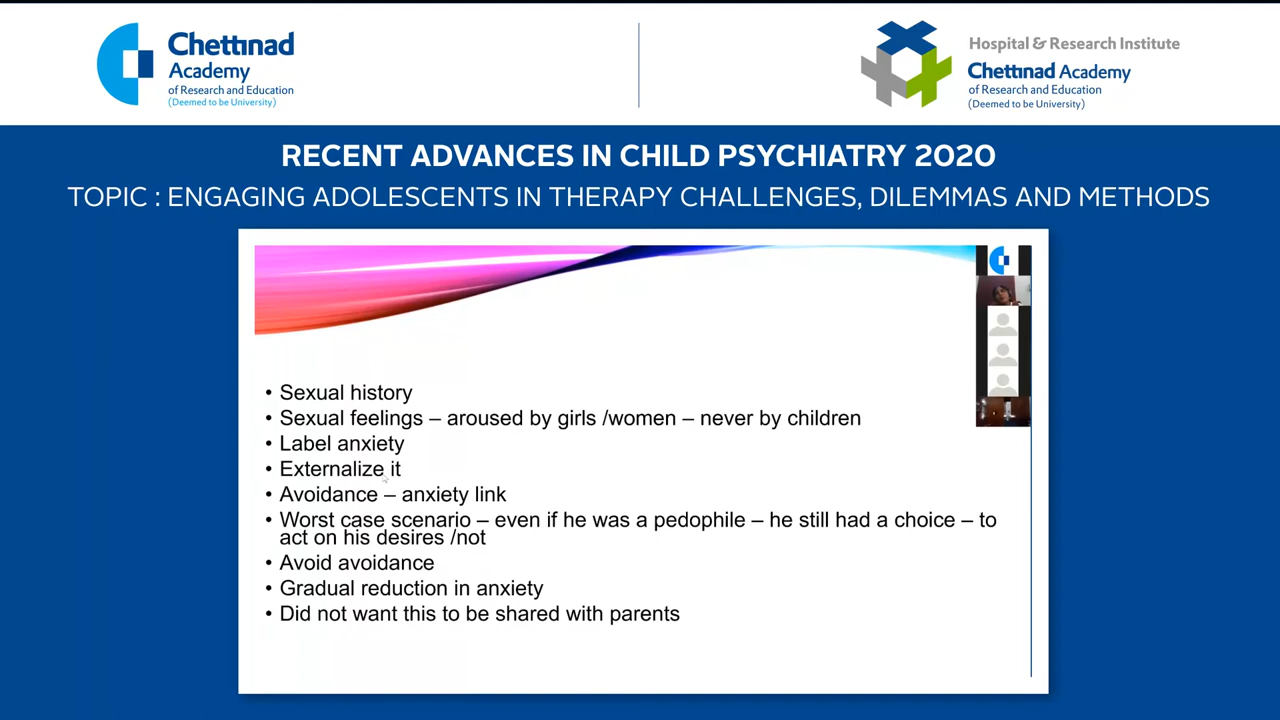 Chettinad
Academy
of Research and Education
(Deemed to be University)
Hospital & Research Institute
Chettinad Academy
of Research and Education
(Deemed to be University)
RECENT ADVANCES IN CHILD PSYCHIATRY 2020
TOPIC : ENGAGING ADOLESCENTS IN THERAPY CHALLENGES, DILEMMAS AND METHODS
• Sexual history
• Sexual feelings – aroused by girls /women – never by children
• Label anxiety
• Externalize it
• Avoidance – anxiety link
• Worst case scenario – even if he was a pedophile – he still had a choice – to
act on his desires /not
• Avoid avoidance
• Gradual reduction in anxiety
• Did not want this to be shared with parents